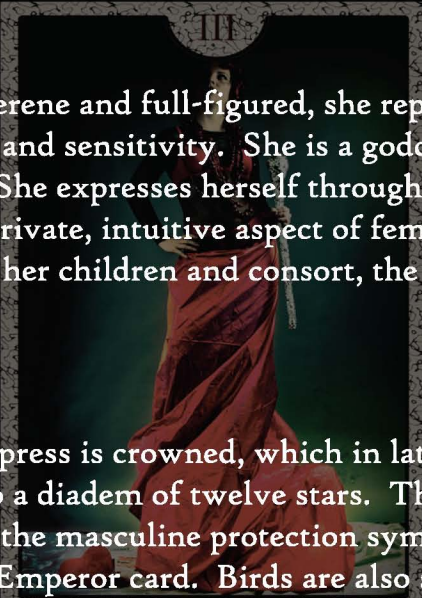 III
erene and full-figured, she rep
and sensitivity. She is a godd
She expresses herself through
rivate, intuitive aspect of fem
her children and consort, the
press is crowned, which in lat
o a diadem of twelve stars. Th
the masculine protection sym
Emperor card. Birds are also s